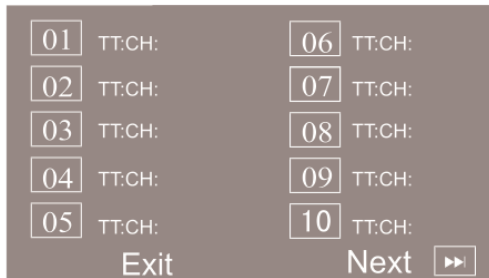 01 TT:CH: 06 TT:CH:
02 TT:CH: 07 TT:CH:
03 TT:CH: 08 TT:CH:
04 TT:CH: 09 TT:CH:
05 TT:CH: 10 TT:CH:
Exit Next